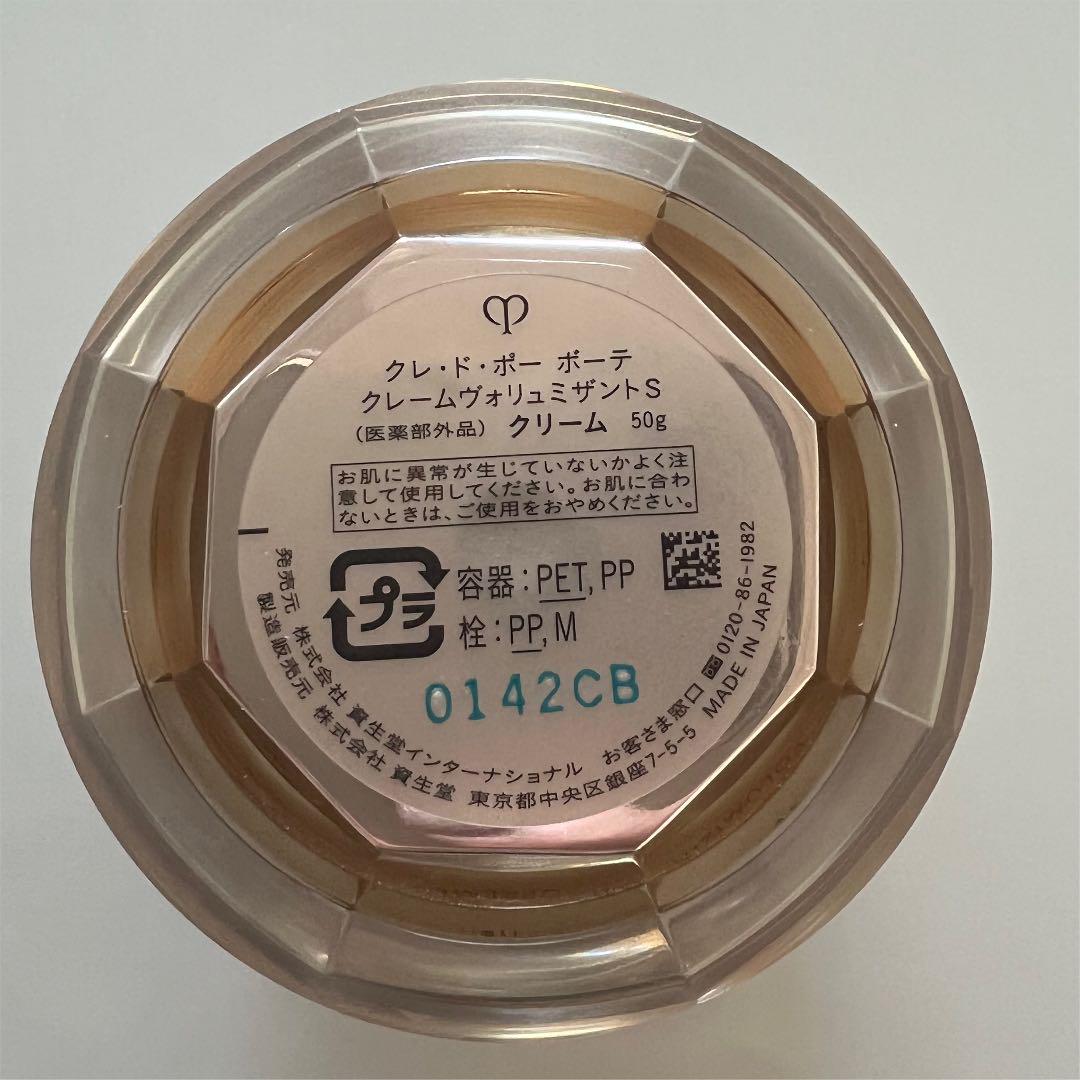 クレ・ド・ポー ボーテ
クレームヴォリュミザントS
(医薬部外品) クリーム 50g
お肌に異常が生じていないかよく注
意して使用してください。お肌に合わ
ないときは、ご使用をおやめください。
プラ
容器:PET,PP
栓:PP,M
0142CB
発売元 株式会社 資生堂インターナショナル お客さま窓口 0120-86-1982
製造販売元 株式会社 資生堂 東京都中央区銀座7-5-5 MADE IN JAPAN